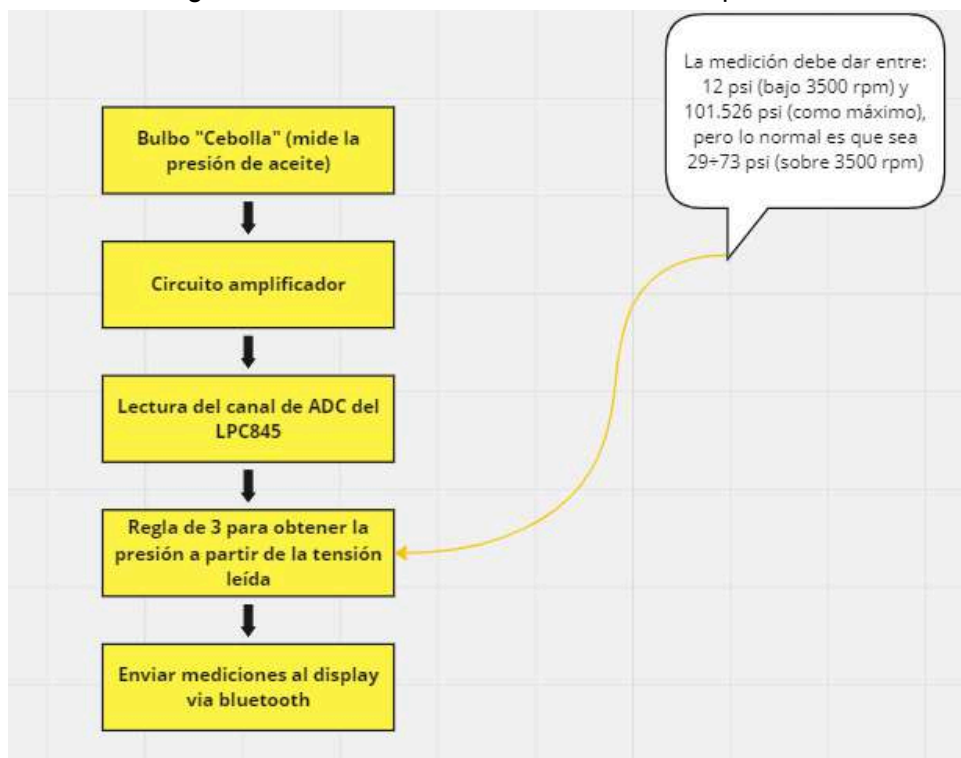 Bulbo "Cebolla" (mide la
presión de aceite)
Circuito amplificador
Lectura del canal de ADC del
LPC845
Regla de 3 para obtener la
presión a partir de la tensión
leída
Enviar mediciones al display
via bluetooth
La medición debe dar entre:
12 psi (bajo 3500 rpm) y
101.526 psi (como máximo),
pero lo normal es que sea
29÷73 psi (sobre 3500 rpm)